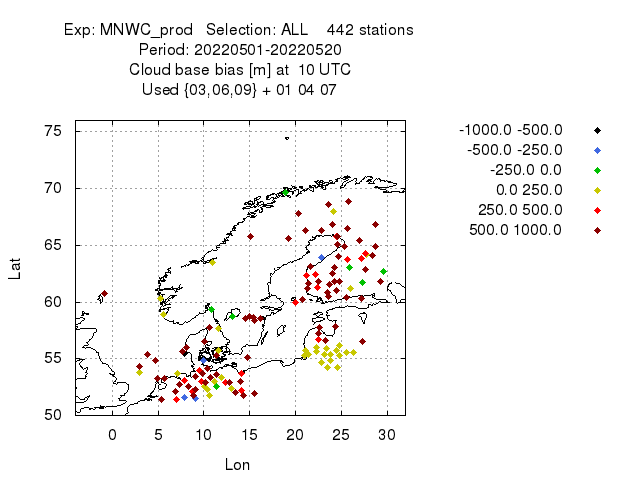 Exp: MNWC_prod Selection: ALL 442 stations
Period: 20220501-20220520
Cloud base bias [m] at 10 UTC
Used {03,06,09} + 01 04 07
-1000.0 -500.0
-500.0 -250.0
-250.0 0.0
0.0 250.0
250.0 500.0
500.0 1000.0
Lat
75
70
65
60
55
50
0 5 10 15 20 25 30
Lon